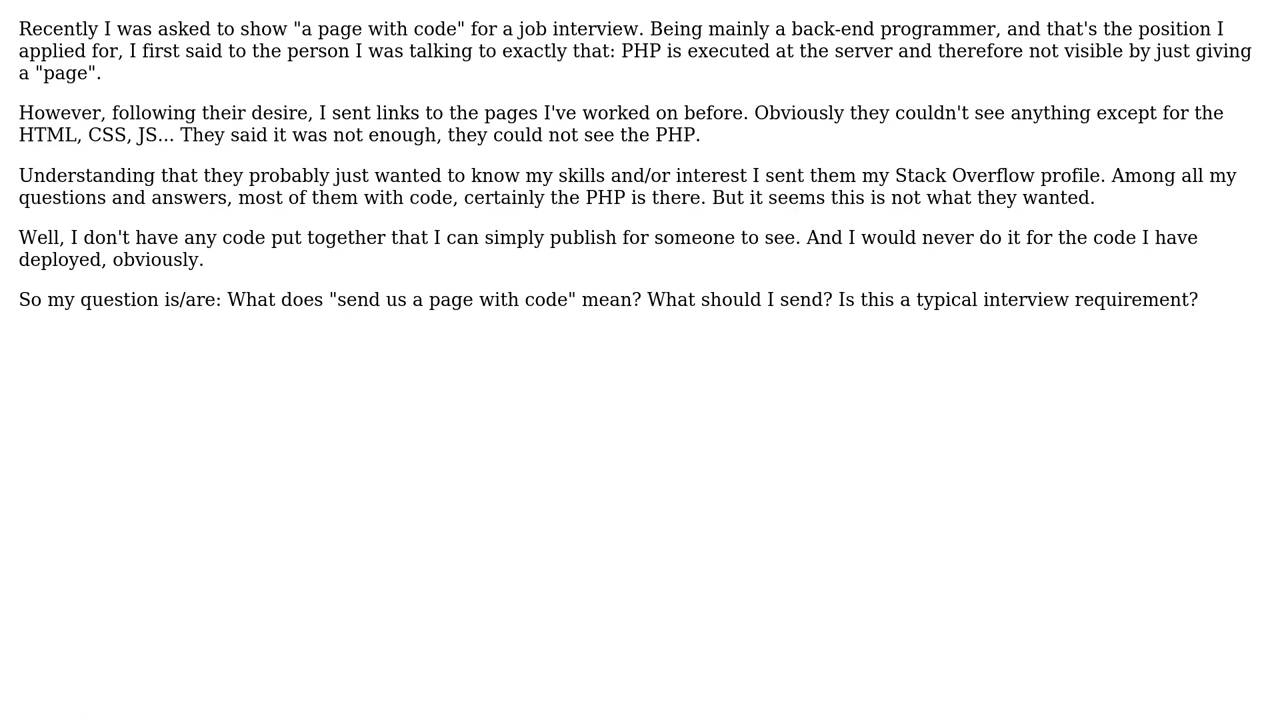 Recently I was asked to show "a page with code" for a job interview. Being mainly a back-end programmer, and that's the position I
applied for, I first said to the person I was talking to exactly that: PHP is executed at the server and therefore not visible by just giving
a "page".
However, following their desire, I sent links to the pages I've worked on before. Obviously they couldn't see anything except for the
HTML, CSS, JS... They said it was not enough, they could not see the PHP.
Understanding that they probably just wanted to know my skills and/or interest I sent them my Stack Overflow profile. Among all my
questions and answers, most of them with code, certainly the PHP is there. But it seems this is not what they wanted.
Well, I don't have any code put together that I can simply publish for someone to see. And I would never do it for the code I have
deployed, obviously.
So my question is/are: What does "send us a page with code" mean? What should I send? Is this a typical interview requirement?